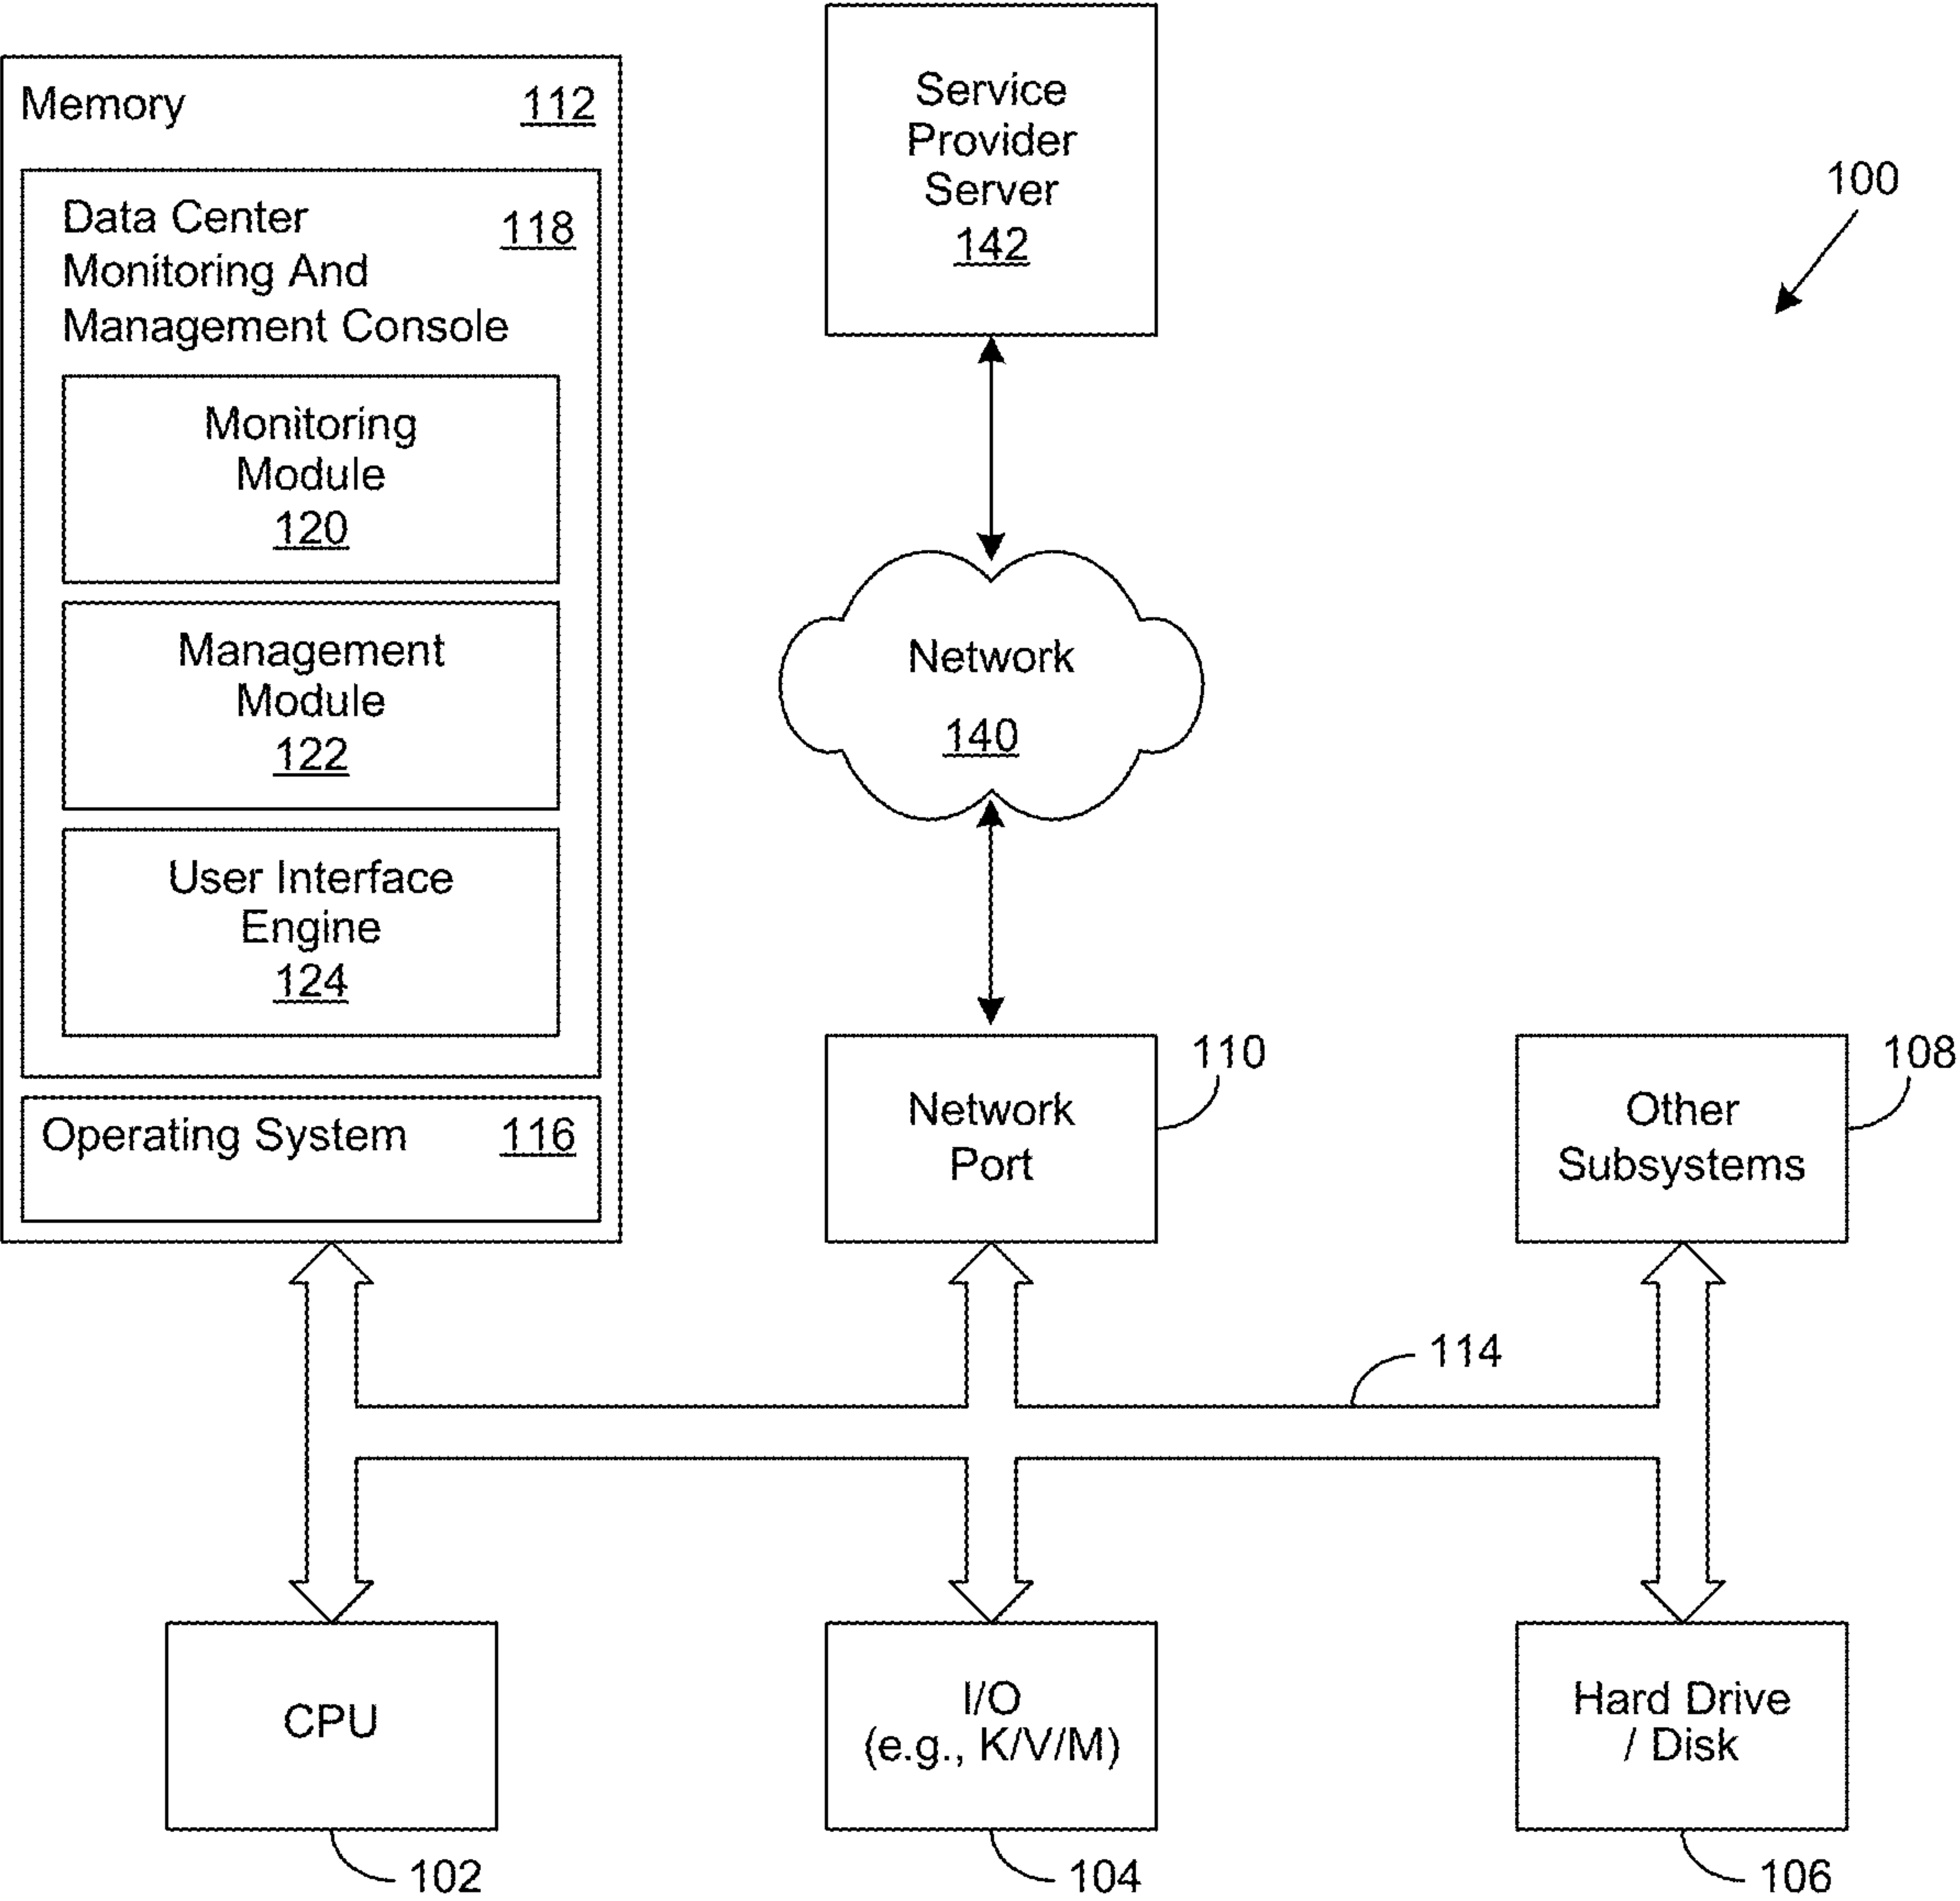 Memory 112
Data Center 118
Monitoring And
Management Console
Monitoring
Module
120
Management
Module
122
User Interface
Engine
124
Operating System 116
Service
Provider
Server
142
100
Network
140
Network
Port
110
Other
Subsystems
108
114
CPU
102
I/O
(e.g., K/V/M)
104
Hard Drive
/ Disk
106